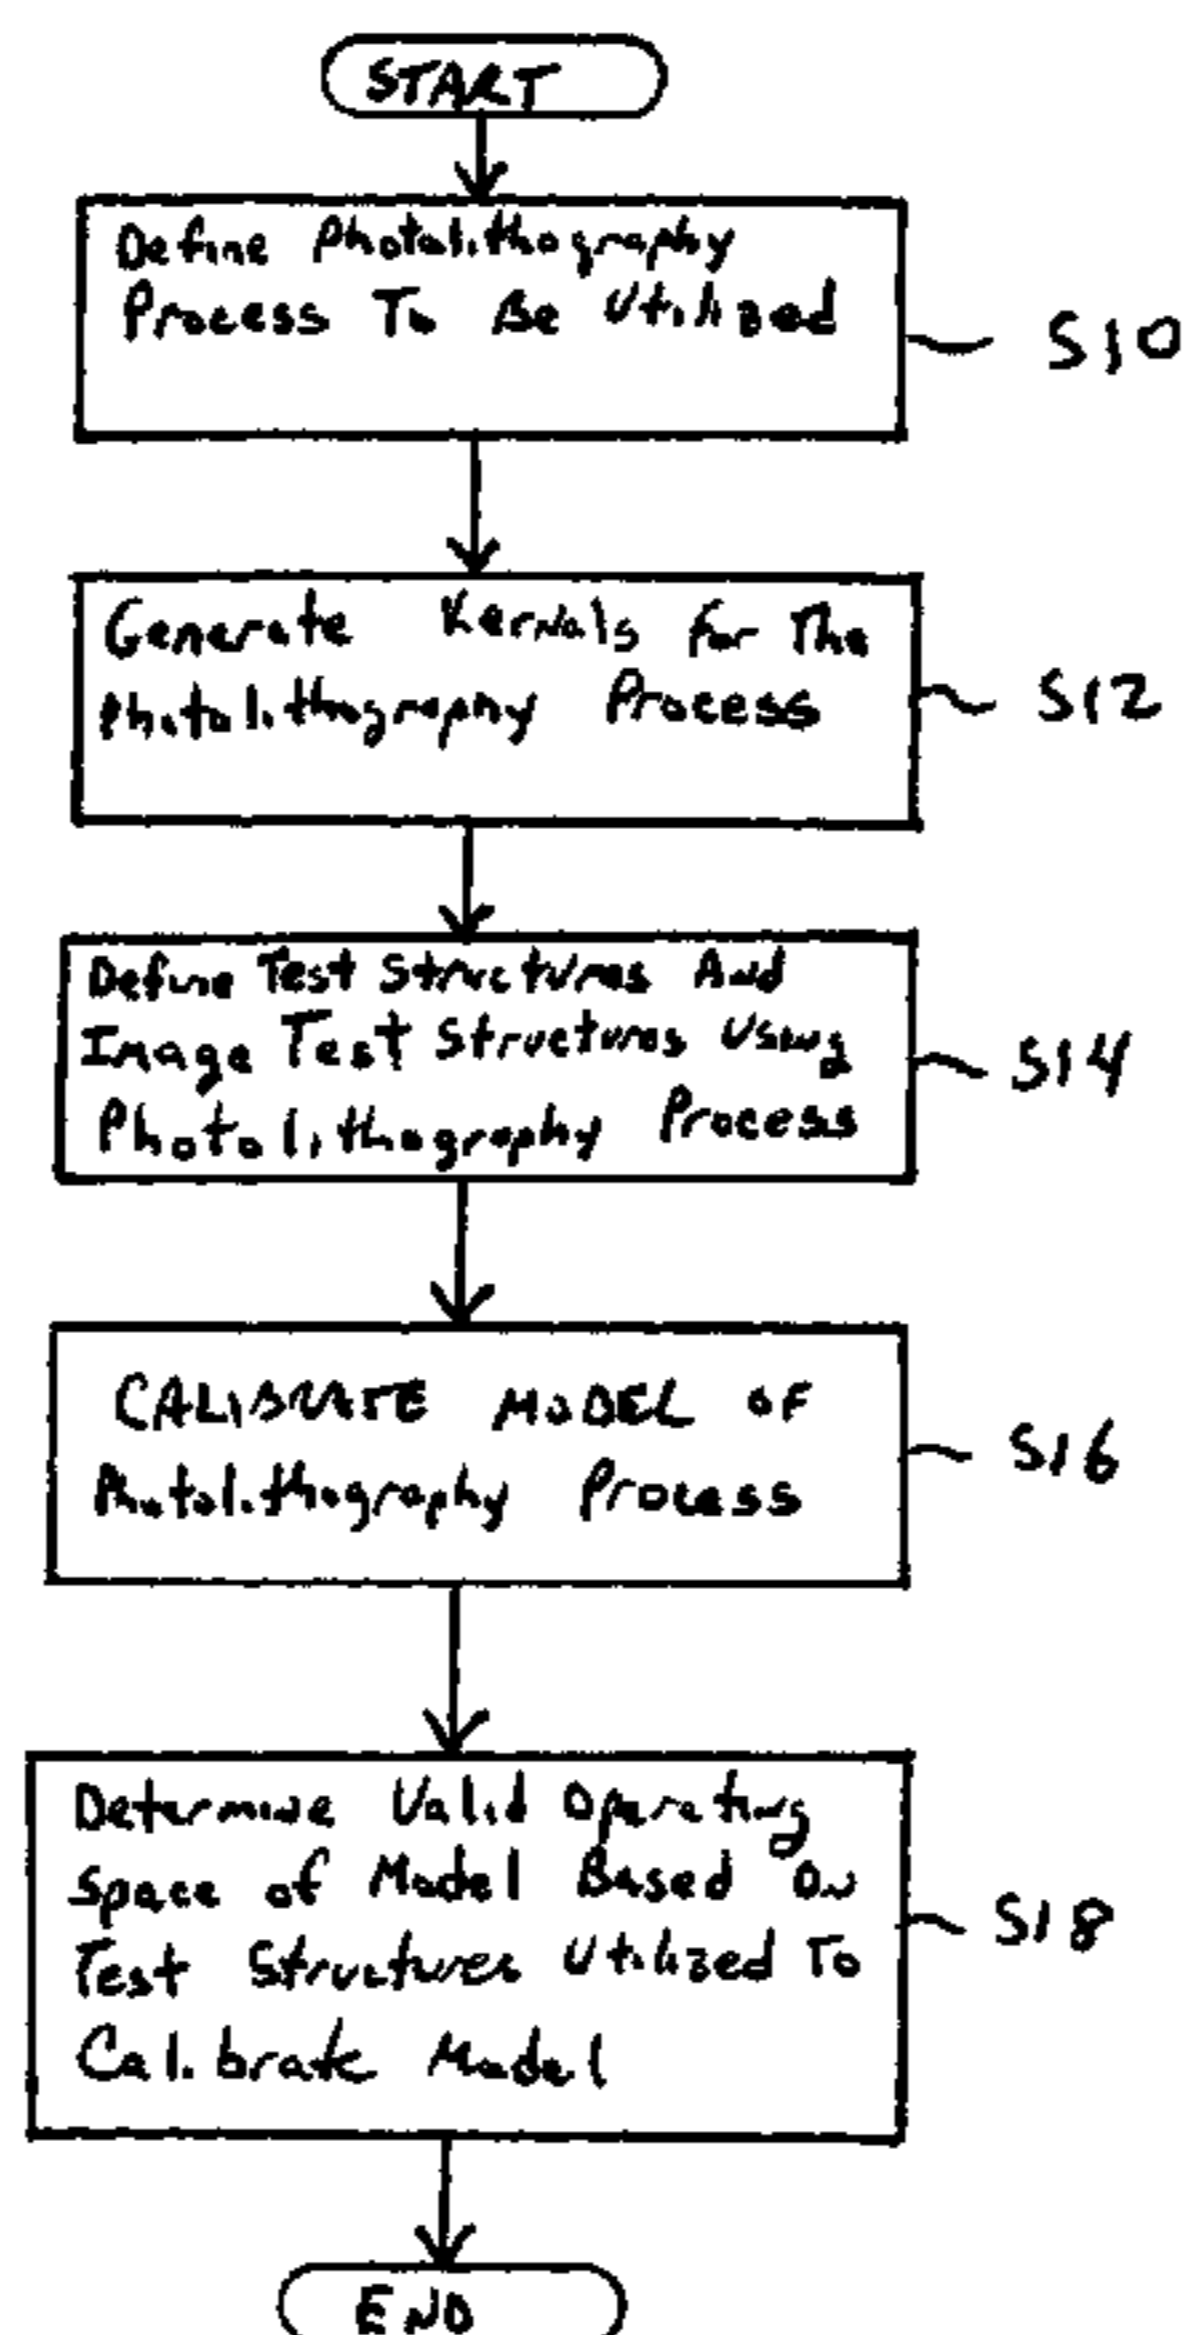 START
Define Photolithography
Process To Be Utilized
S10
Generate Kernals For The
Photolithography Process
S12
Define Test Structures And
Image Test Structures Using
Photolithography Process
S14
CALIBRATE MODEL OF
Photolithography Process
S16
Determine Valid Operating
Space of Model Based On
Test Structures Utilized To
Calibrate Model
S18
END